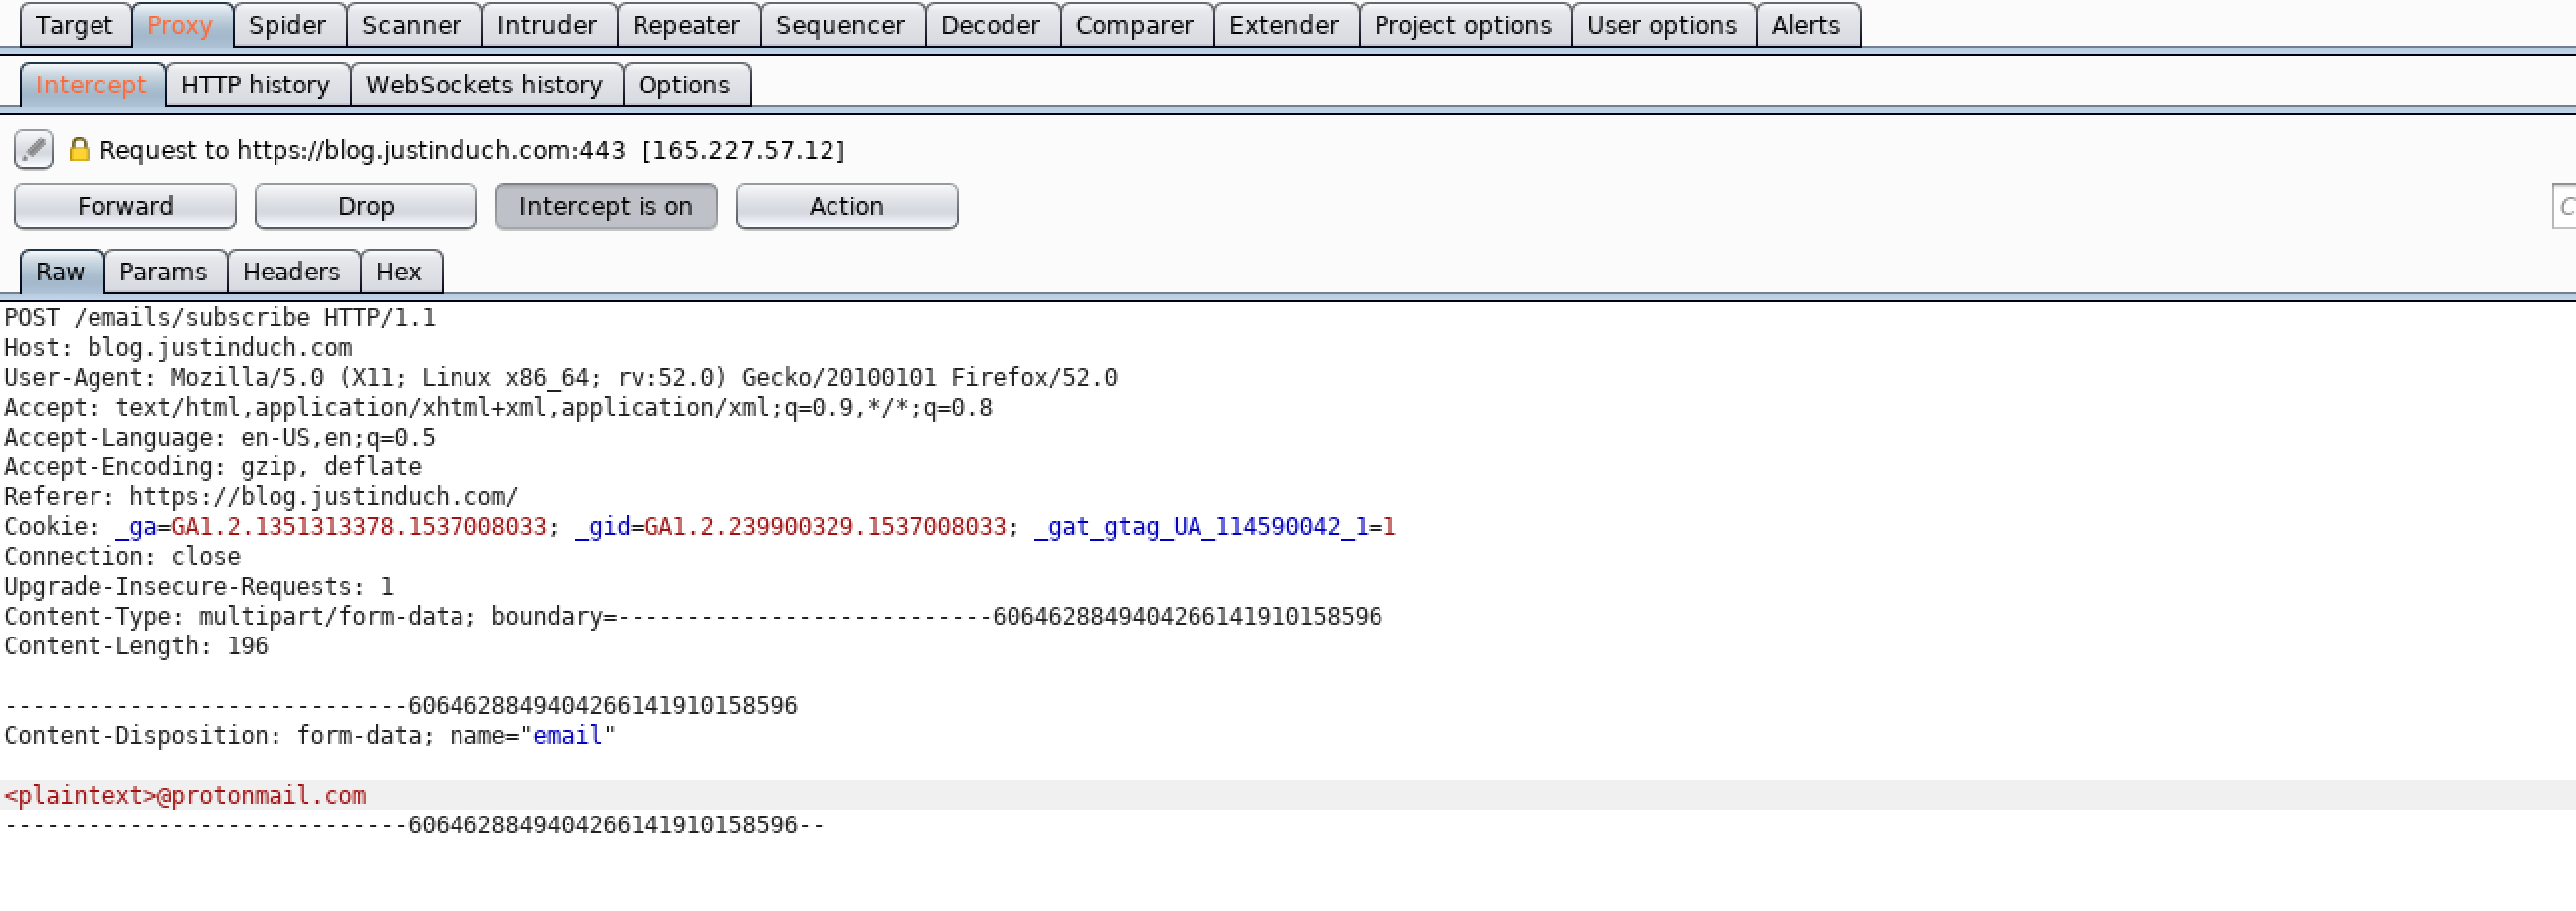 Target Proxy Spider Scanner Intruder Repeater Sequencer Decoder Comparer Extender Project options User options Alerts
Intercept HTTP history WebSockets history Options
Request to https://blog.justinduch.com:443 [165.227.57.12]
Forward Drop Intercept is on Action
Raw Params Headers Hex
POST /emails/subscribe HTTP/1.1
Host: blog.justinduch.com
User-Agent: Mozilla/5.0 (X11; Linux x86_64; rv:52.0) Gecko/20100101 Firefox/52.0
Accept: text/html,application/xhtml+xml,application/xml;q=0.9,*/*;q=0.8
Accept-Language: en-US,en;q=0.5
Accept-Encoding: gzip, deflate
Referer: https://blog.justinduch.com/
Cookie: _ga=GA1.2.1351313378.1537008033; _gid=GA1.2.239900329.1537008033; _gat_gtag_UA_114590042_1=1
Connection: close
Upgrade-Insecure-Requests: 1
Content-Type: multipart/form-data; boundary=---------------------------6064628849404266141910158596
Content-Length: 196
-----------------------------6064628849404266141910158596
Content-Disposition: form-data; name="email"
<plaintext>@protonmail.com
-----------------------------6064628849404266141910158596--